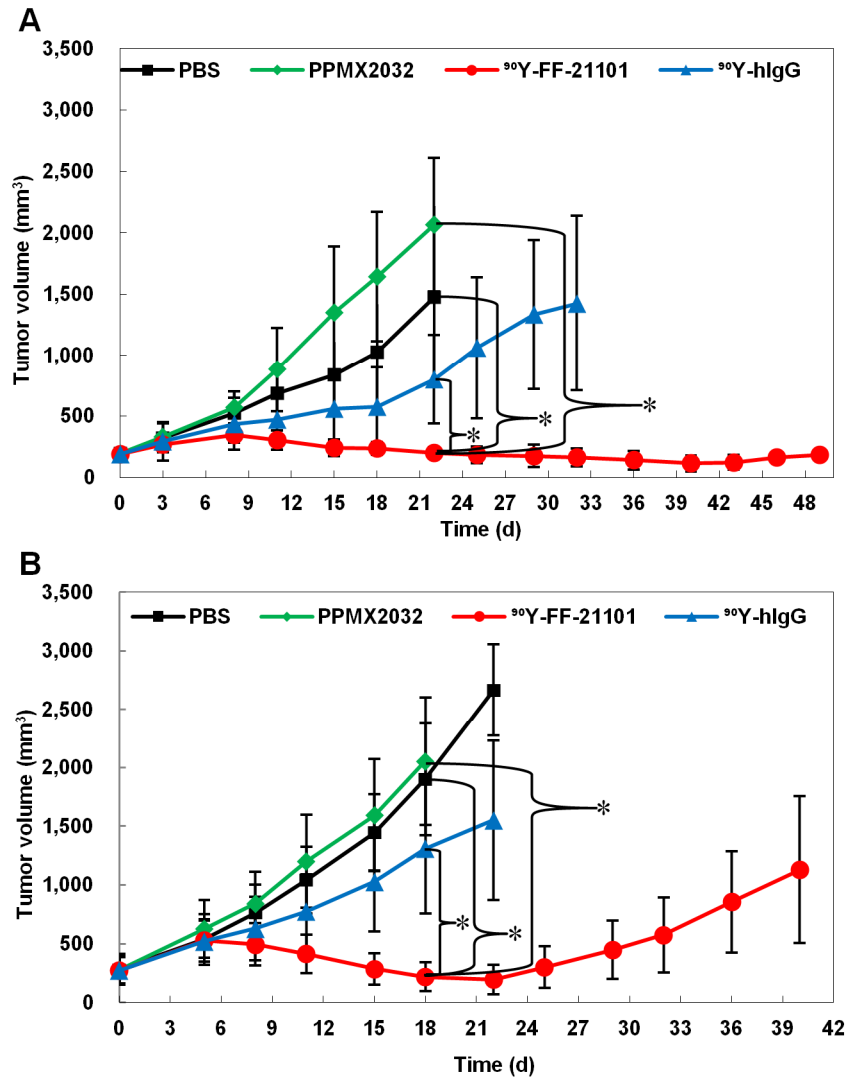 A
3,500
3,000
2,500
2,000
1,500
1,000
500
0
Tumor volume (mm³)
PBS PPMX2032 ⁹⁰Y-FF-21101 ⁹⁰Y-hIgG
* * *
0 3 6 9 12 15 18 21 24 27 30 33 36 39 42 45 48
Time (d)
B
3,500
3,000
2,500
2,000
1,500
1,000
500
0
Tumor volume (mm³)
PBS PPMX2032 ⁹⁰Y-FF-21101 ⁹⁰Y-hIgG
*
*
*
0 3 6 9 12 15 18 21 24 27 30 33 36 39 42
Time (d)